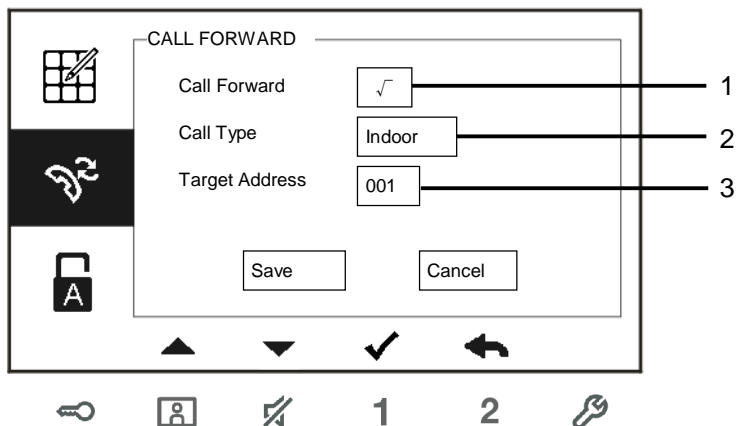 CALL FORWARD
Call Forward √ 1
Call Type Indoor 2
Target Address 001 3
Save Cancel
A
1 2